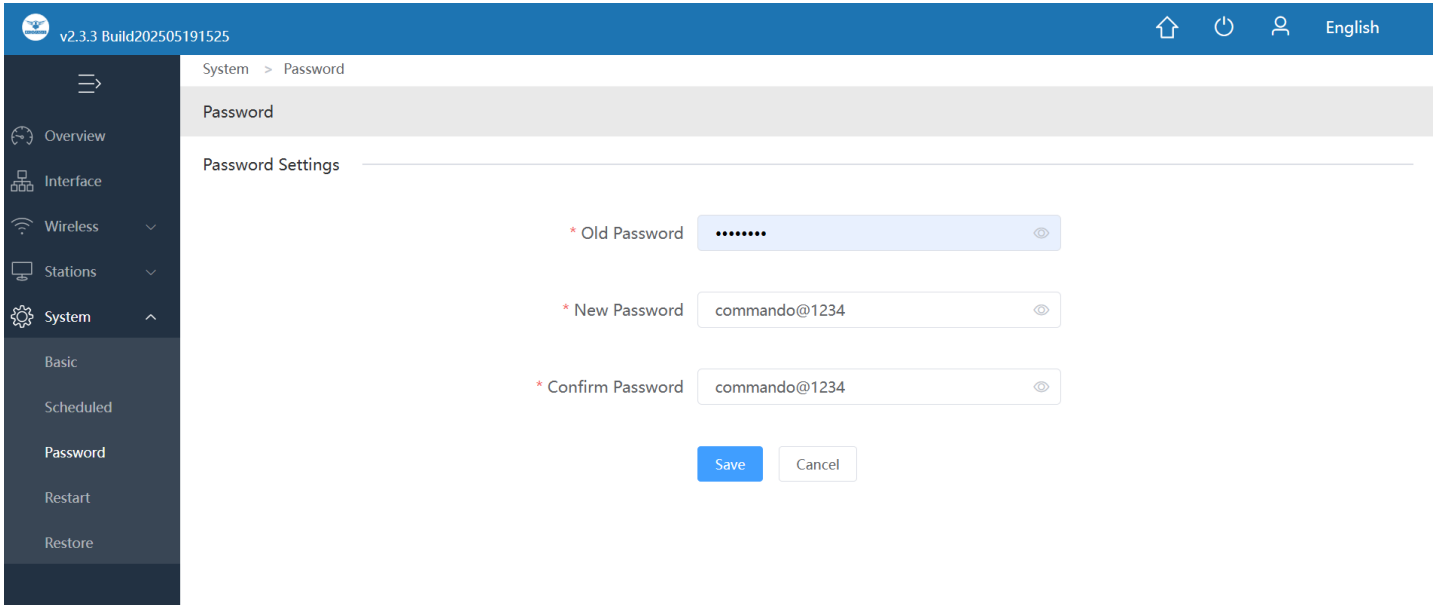 v2.3.3 Build202505191525
English
System > Password
Password
Overview
Interface
Wireless
Stations
System
Basic
Scheduled
Password
Restart
Restore
Password Settings
* Old Password ••••••••
* New Password commando@1234
* Confirm Password commando@1234
Save Cancel